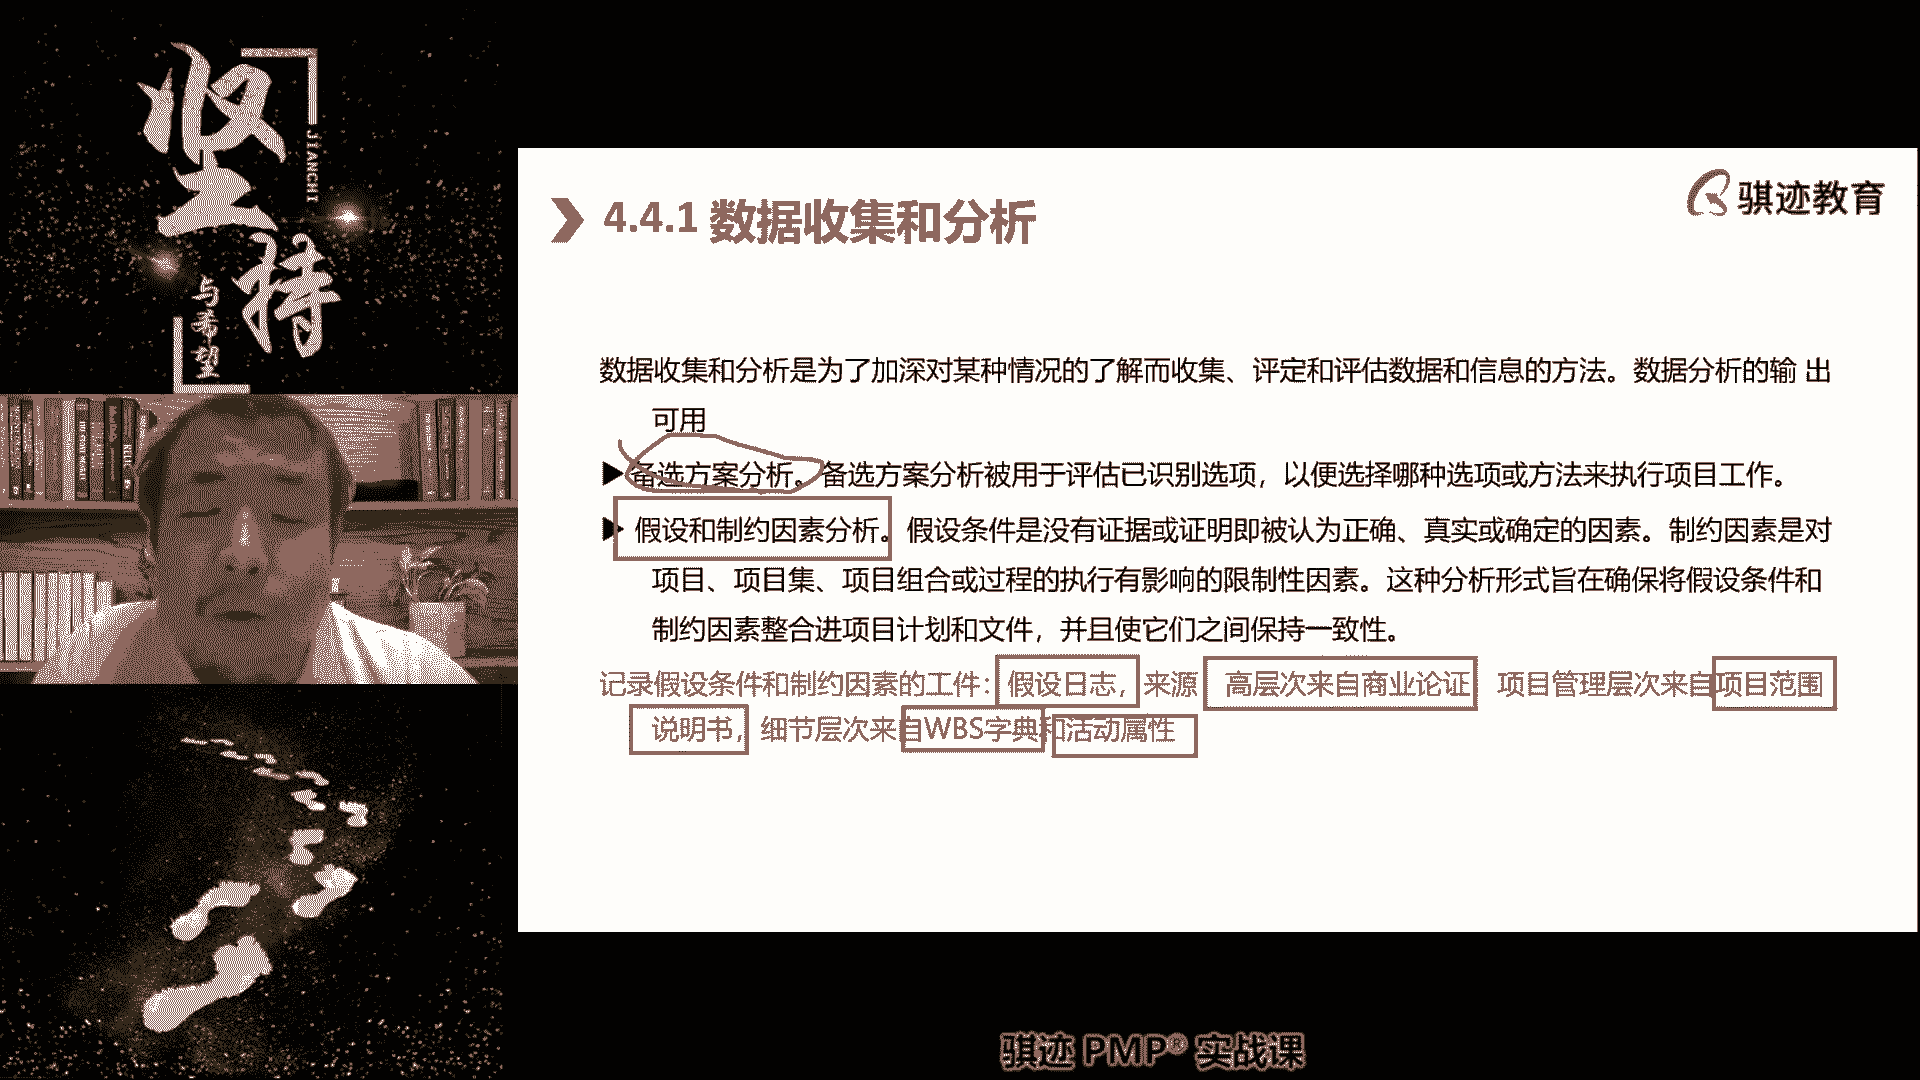 坚持
JIANCHI
与希望
骐迹教育
4.4.1 数据收集和分析
数据收集和分析是为了加深对某种情况的了解而收集、评定和评估数据和信息的方法。数据分析的输 出
可用
备选方案分析。备选方案分析被用于评估已识别选项，以便选择哪种选项或方法来执行项目工作。
假设和制约因素分析。假设条件是没有证据或证明即被认为正确、真实或确定的因素。制约因素是对
项目、项目集、项目组合或过程的执行有影响的限制性因素。这种分析形式旨在确保将假设条件和
制约因素整合进项目计划和文件，并且使它们之间保持一致性。
记录假设条件和制约因素的工件：假设日志，来源 高层次来自商业论证 项目管理层次来自项目范围
说明书，细节层次来自WBS字典和活动属性
骐迹 PMP® 实战课